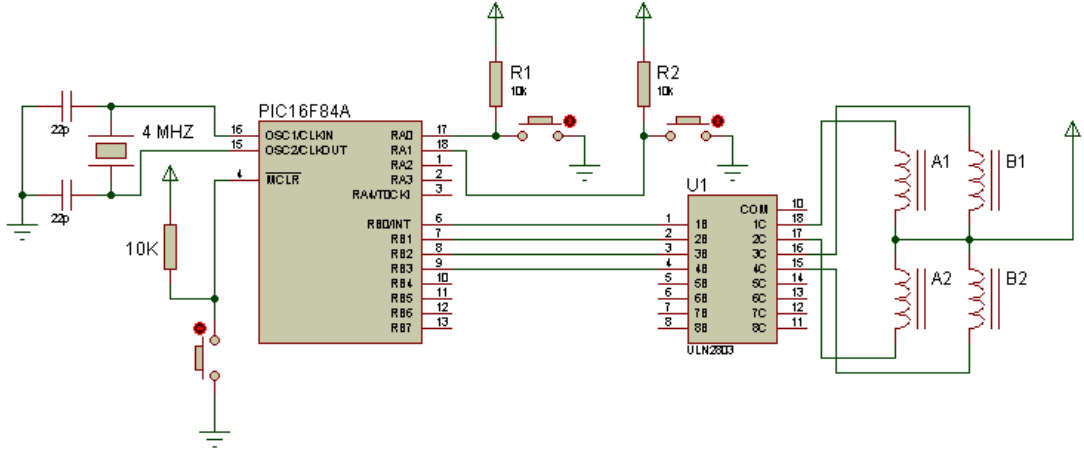 R1
10k
R2
10k
22p
4 MHZ
22p
10K
PIC16F84A
16 OSC1/CLKIN
15 OSC2/CLKOUT
4 MCLR
RA0 17
RA1 18
RA2 1
RA3 2
RA4/T0CKI 3
RB0/INT 6
RB1 7
RB2 8
RB3 9
RB4 10
RB5 11
RB6 12
RB7 13
U1
COM 10
1 1B 1C 18
2 2B 2C 17
3 3B 3C 16
4 4B 4C 15
5 5B 5C 14
6 6B 6C 13
7 7B 7C 12
8 8B 8C 11
ULN2803
A1
B1
A2
B2